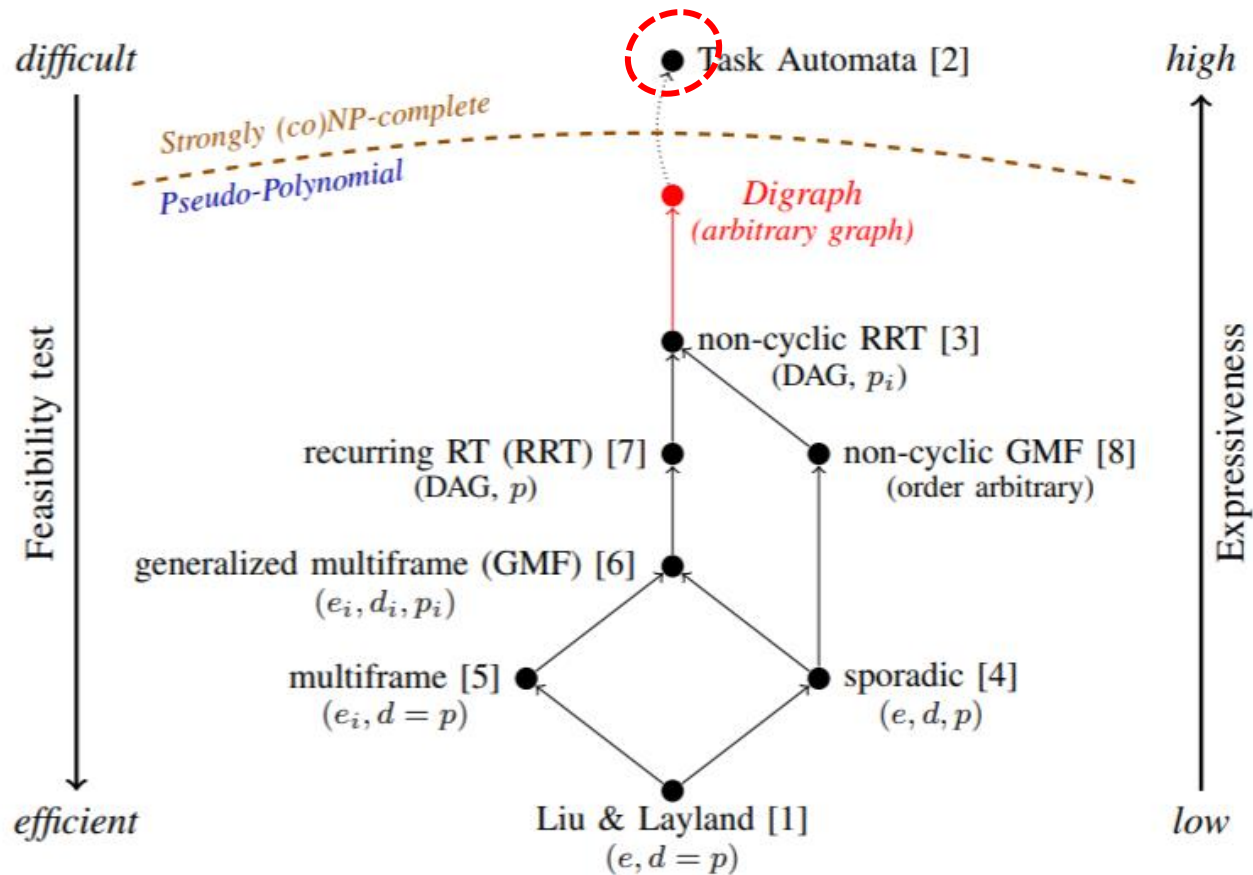 difficult
Task Automata [2]
high
Strongly (co)NP-complete
Pseudo-Polynomial
Digraph
(arbitrary graph)
non-cyclic RRT [3]
(DAG, p_i)
Feasibility test
Expressiveness
recurring RT (RRT) [7]
(DAG, p)
non-cyclic GMF [8]
(order arbitrary)
generalized multiframe (GMF) [6]
(e_i, d_i, p_i)
multiframe [5]
(e_i, d = p)
sporadic [4]
(e, d, p)
efficient
Liu & Layland [1]
(e, d = p)
low